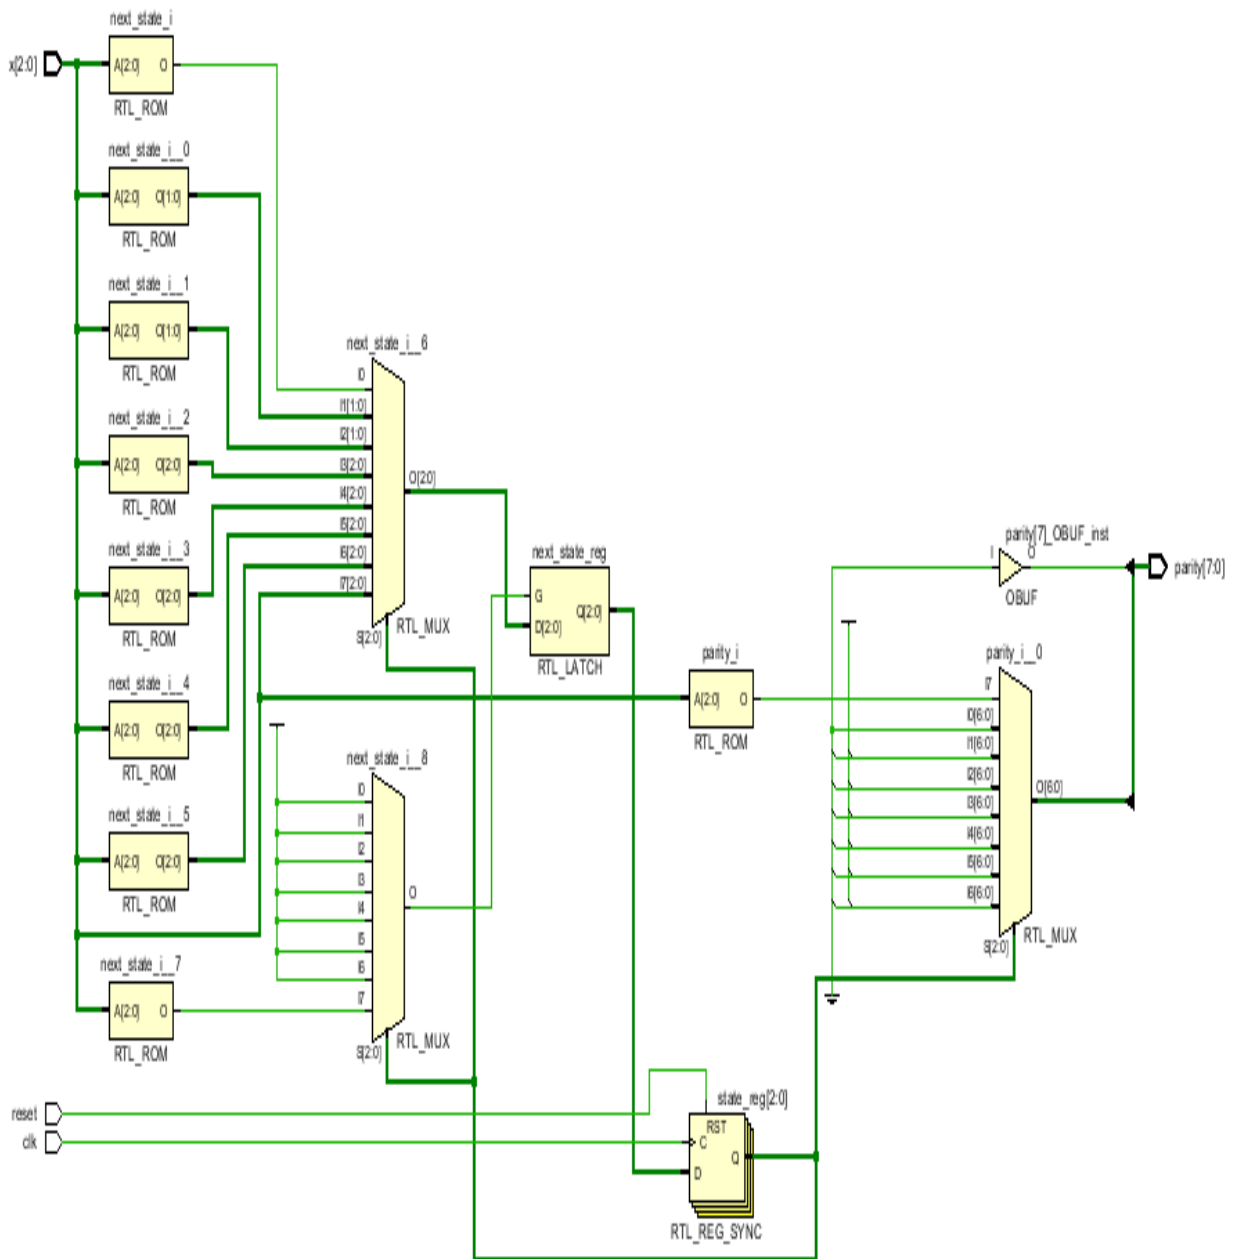 next_state_i
x[2:0]
A[2:0] O
RTL_ROM
next_state_i__0
A[2:0] O[1:0]
RTL_ROM
next_state_i__1
A[2:0] O[1:0]
RTL_ROM
next_state_i__2
A[2:0] O[2:0]
RTL_ROM
next_state_i__3
A[2:0] O[2:0]
RTL_ROM
next_state_i__4
A[2:0] O[2:0]
RTL_ROM
next_state_i__5
A[2:0] O[2:0]
RTL_ROM
next_state_i__7
A[2:0] O
RTL_ROM
next_state_i__6
I0
I1[1:0]
I2[1:0]
I3[2:0]
I4[2:0]
I5[2:0]
I6[2:0]
I7[2:0]
O[2:0]
S[2:0]
RTL_MUX
next_state_i__8
I0
I1
I2
I3
I4
I5
I6
I7
O
S[2:0]
RTL_MUX
next_state_reg
G
D[2:0]
Q[2:0]
RTL_LATCH
parity_i
A[2:0] O
RTL_ROM
parity[7]_OBUF_inst
I O
OBUF
parity[7:0]
parity_i__0
I7
I0[6:0]
I1[6:0]
I2[6:0]
I3[6:0]
I4[6:0]
I5[6:0]
I6[6:0]
O[6:0]
S[2:0]
RTL_MUX
reset
clk
state_reg[2:0]
RST
C
D
Q
RTL_REG_SYNC